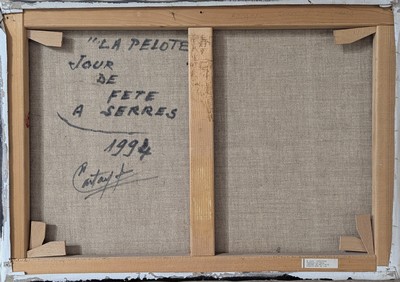 "LA PELOTE
JOUR
DE
FETE
A SERRES
1994